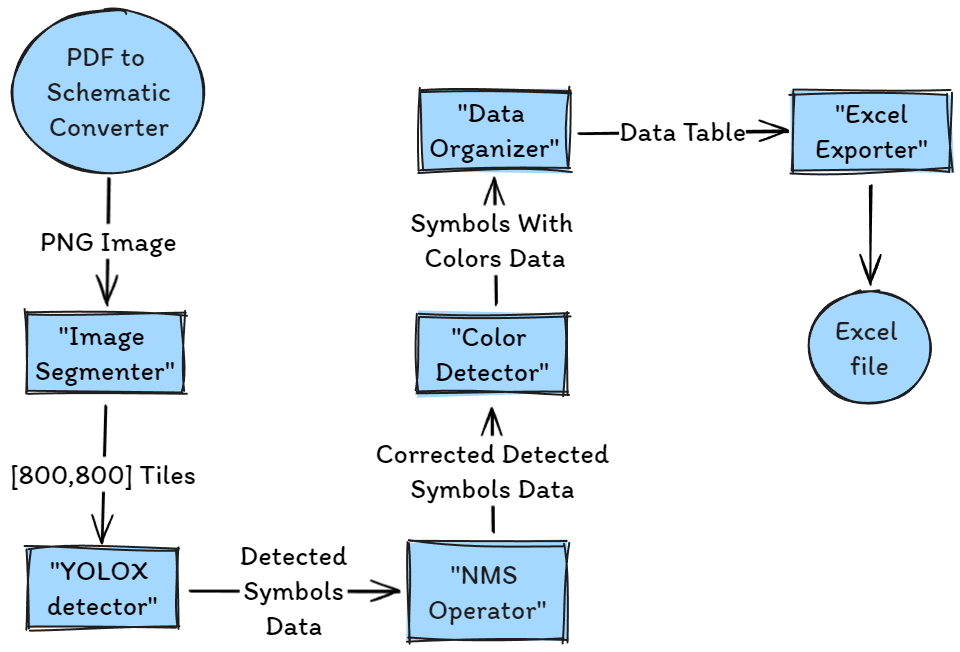 PDF to
Schematic
Converter
PNG Image
"Image
Segmenter"
[800,800] Tiles
"YOLOX
detector"
Detected
Symbols
Data
"NMS
Operator"
Corrected Detected
Symbols Data
"Color
Detector"
Symbols With
Colors Data
"Data
Organizer"
Data Table
"Excel
Exporter"
Excel
file